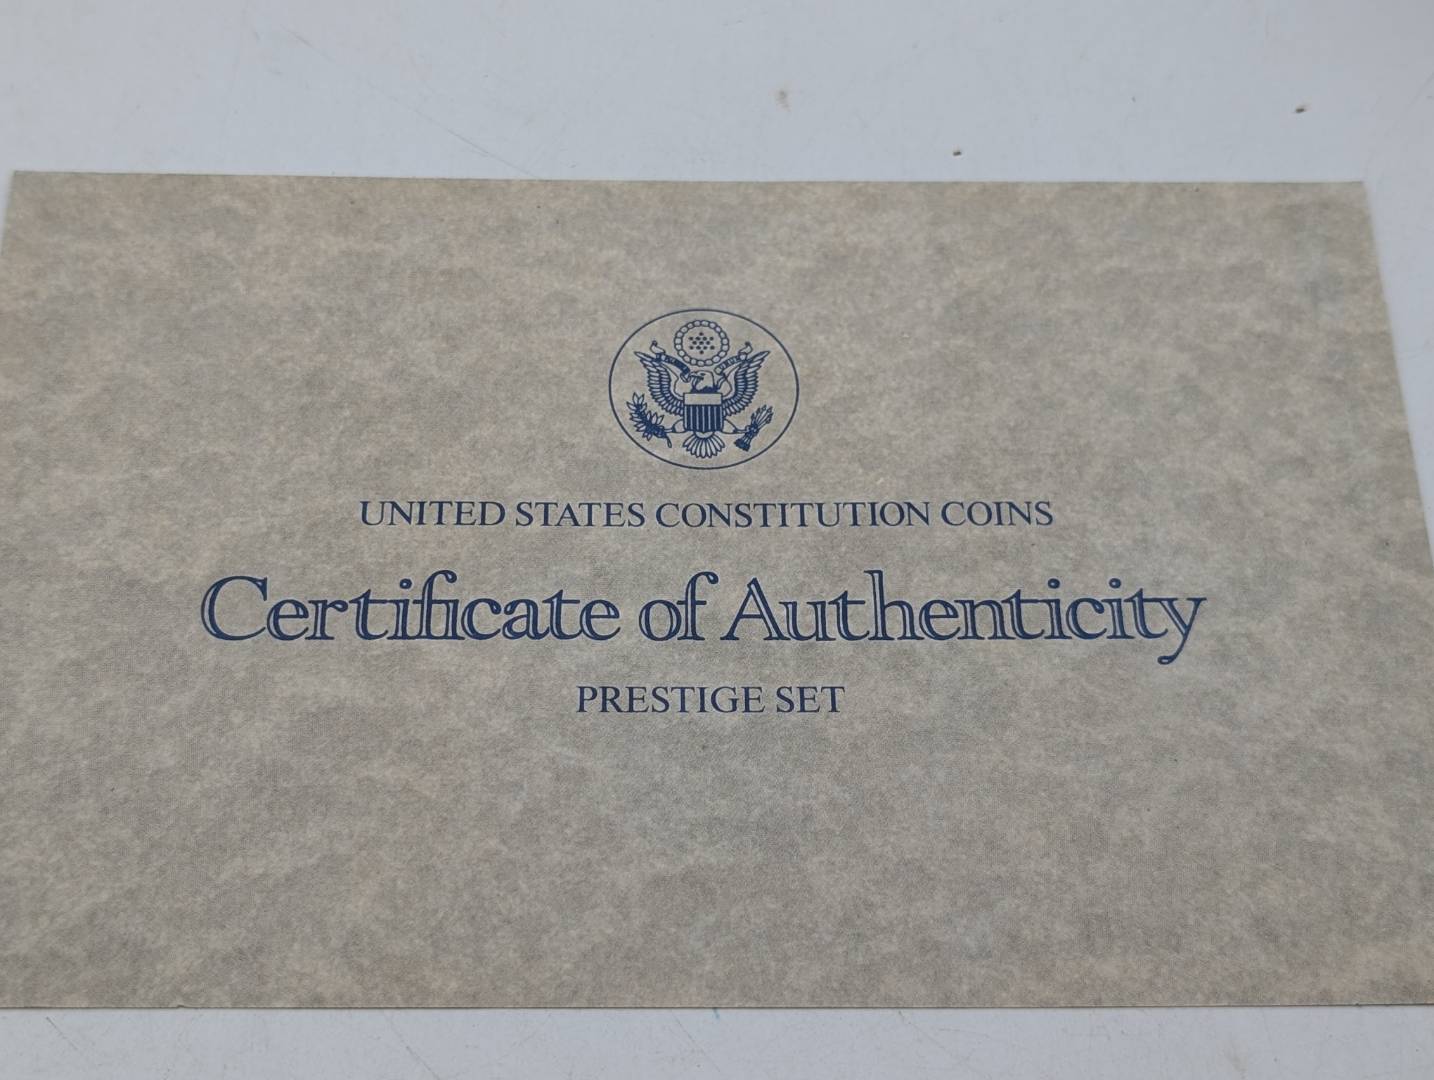 UNITED STATES CONSTITUTION COINS
Certificate of Authenticity
PRESTIGE SET